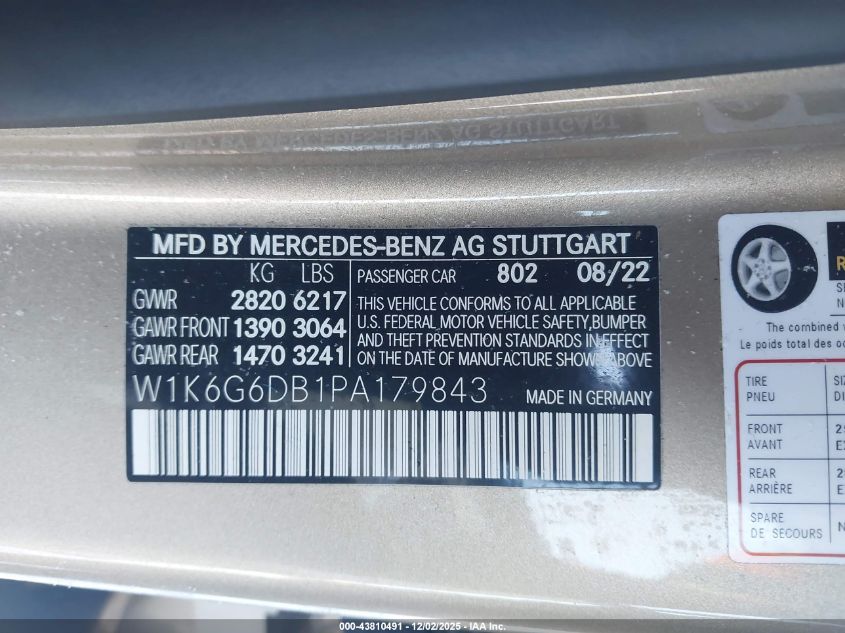 MFD BY MERCEDES-BENZ AG STUTTGART
KG LBS
GVWR 2820 6217
GAWR FRONT 1390 3064
GAWR REAR 1470 3241
PASSENGER CAR 802 08/22
THIS VEHICLE CONFORMS TO ALL APPLICABLE
U.S. FEDERAL MOTOR VEHICLE SAFETY, BUMPER
AND THEFT PREVENTION STANDARDS IN EFFECT
ON THE DATE OF MANUFACTURE SHOWN ABOVE
W1K6G6DB1PA179843 MADE IN GERMANY
The combined
Le poids total des
TIRE
PNEU
FRONT
AVANT
REAR
ARRIÈRE
SPARE
DE SECOURS
000-43810491 - 12/02/2025 - IAA Inc.